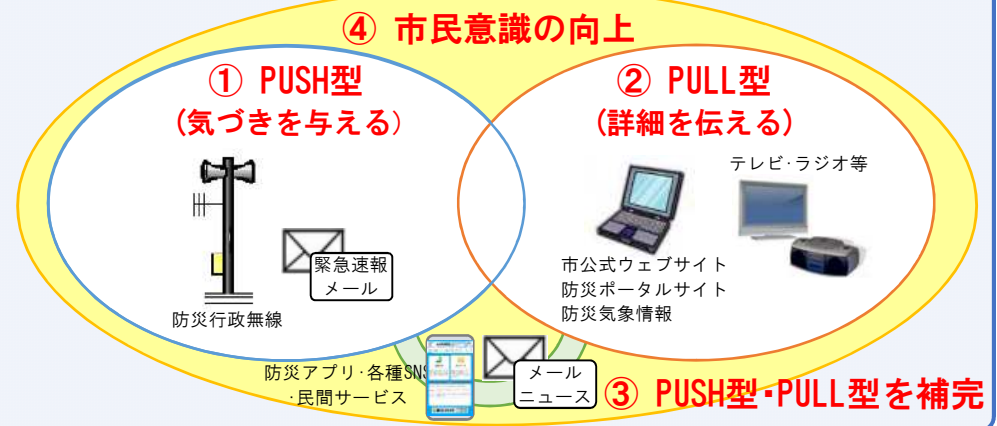 ④ 市民意識の向上
① PUSH型
(気づきを与える)
② PULL型
(詳細を伝える)
テレビ･ラジオ等
緊急速報
メール
防災行政無線
市公式ウェブサイト
防災ポータルサイト
防災気象情報
防災アプリ･各種SNS
･民間サービス
メール
ニュース
③ PUSH型･PULL型を補完